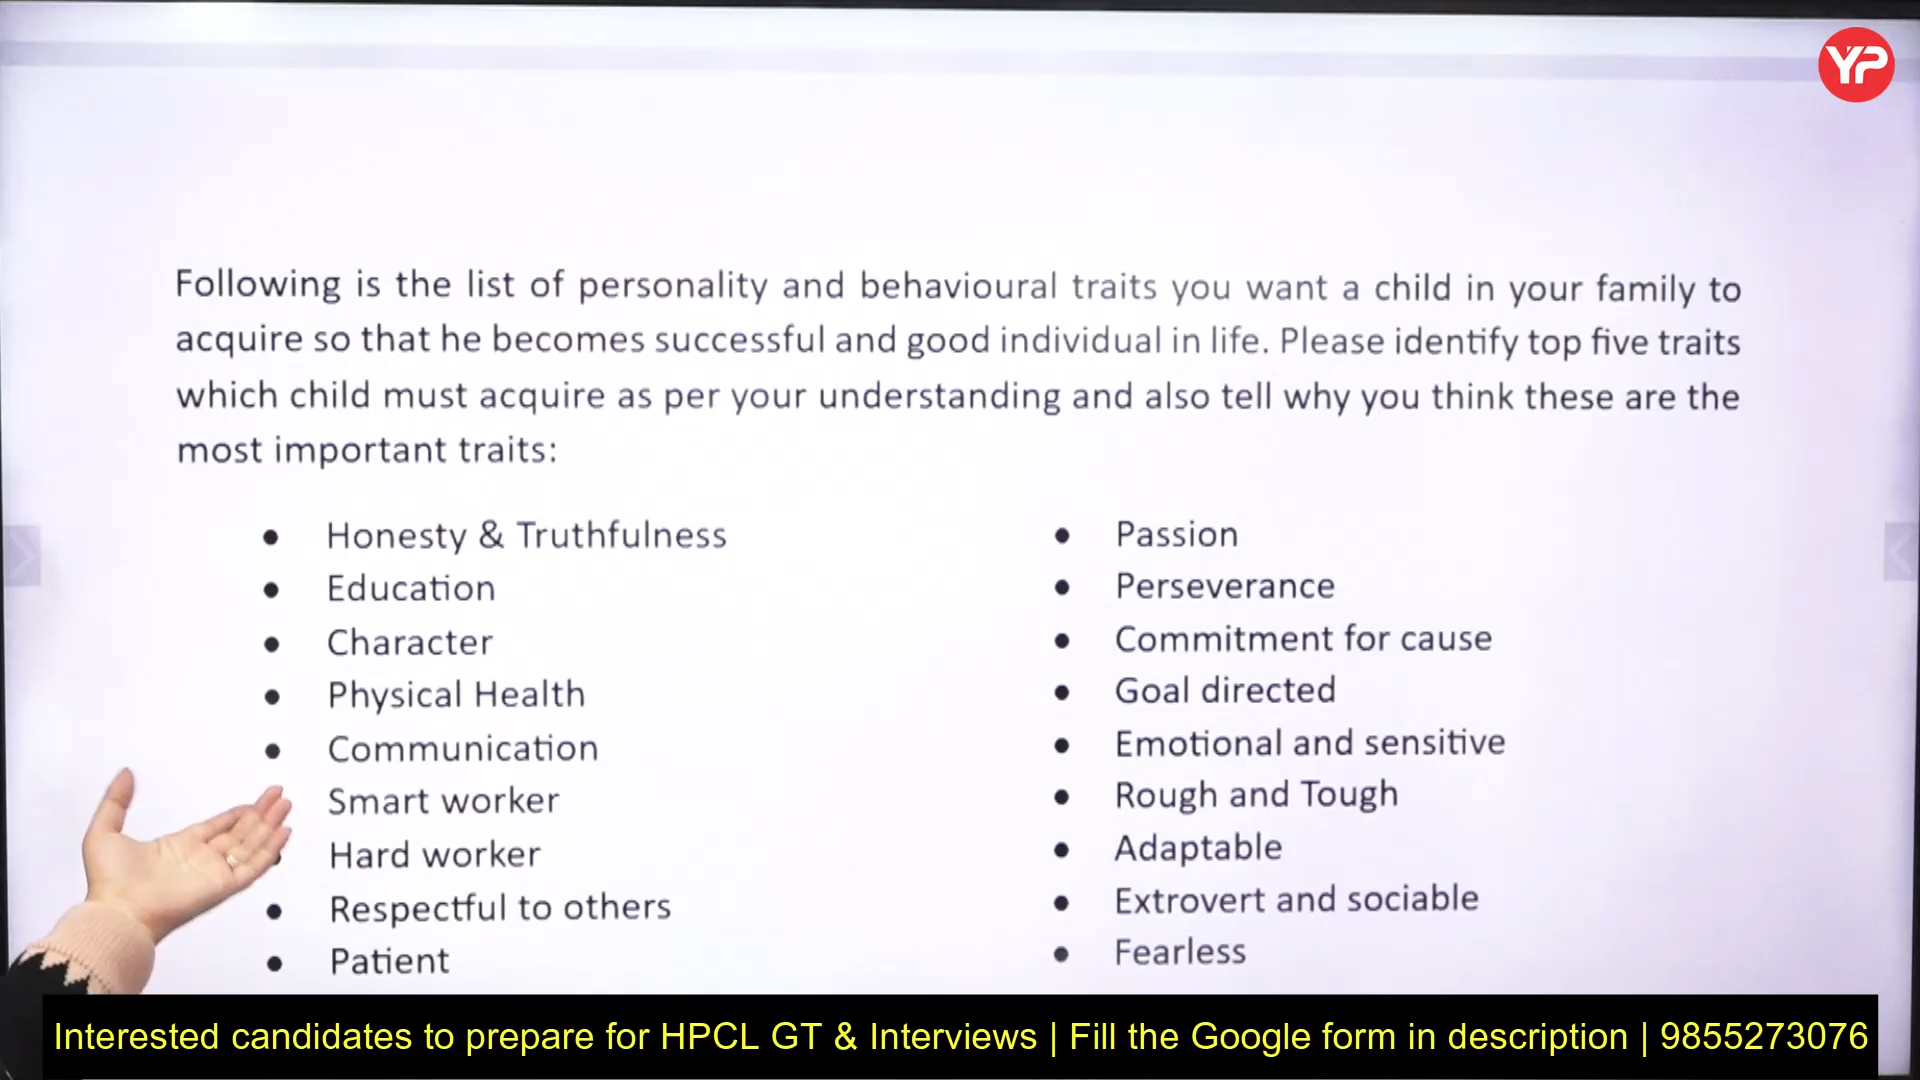 YP
Following is the list of personality and behavioural traits you want a child in your family to
acquire so that he becomes successful and good individual in life. Please identify top five traits
which child must acquire as per your understanding and also tell why you think these are the
most important traits:
• Honesty & Truthfulness
• Education
• Character
• Physical Health
• Communication
Smart worker
Hard worker
• Respectful to others
• Patient
• Passion
• Perseverance
• Commitment for cause
• Goal directed
• Emotional and sensitive
• Rough and Tough
• Adaptable
• Extrovert and sociable
• Fearless
Interested candidates to prepare for HPCL GT & Interviews | Fill the Google form in description | 9855273076